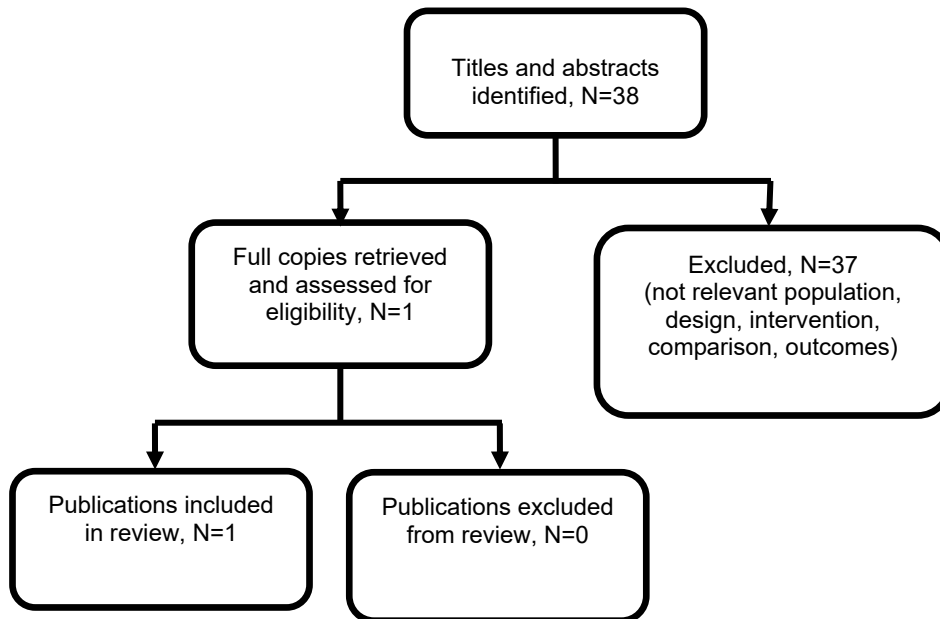 Titles and abstracts
identified, N=38
Full copies retrieved
and assessed for
eligibility, N=1
Excluded, N=37
(not relevant population,
design, intervention,
comparison, outcomes)
Publications included
in review, N=1
Publications excluded
from review, N=0